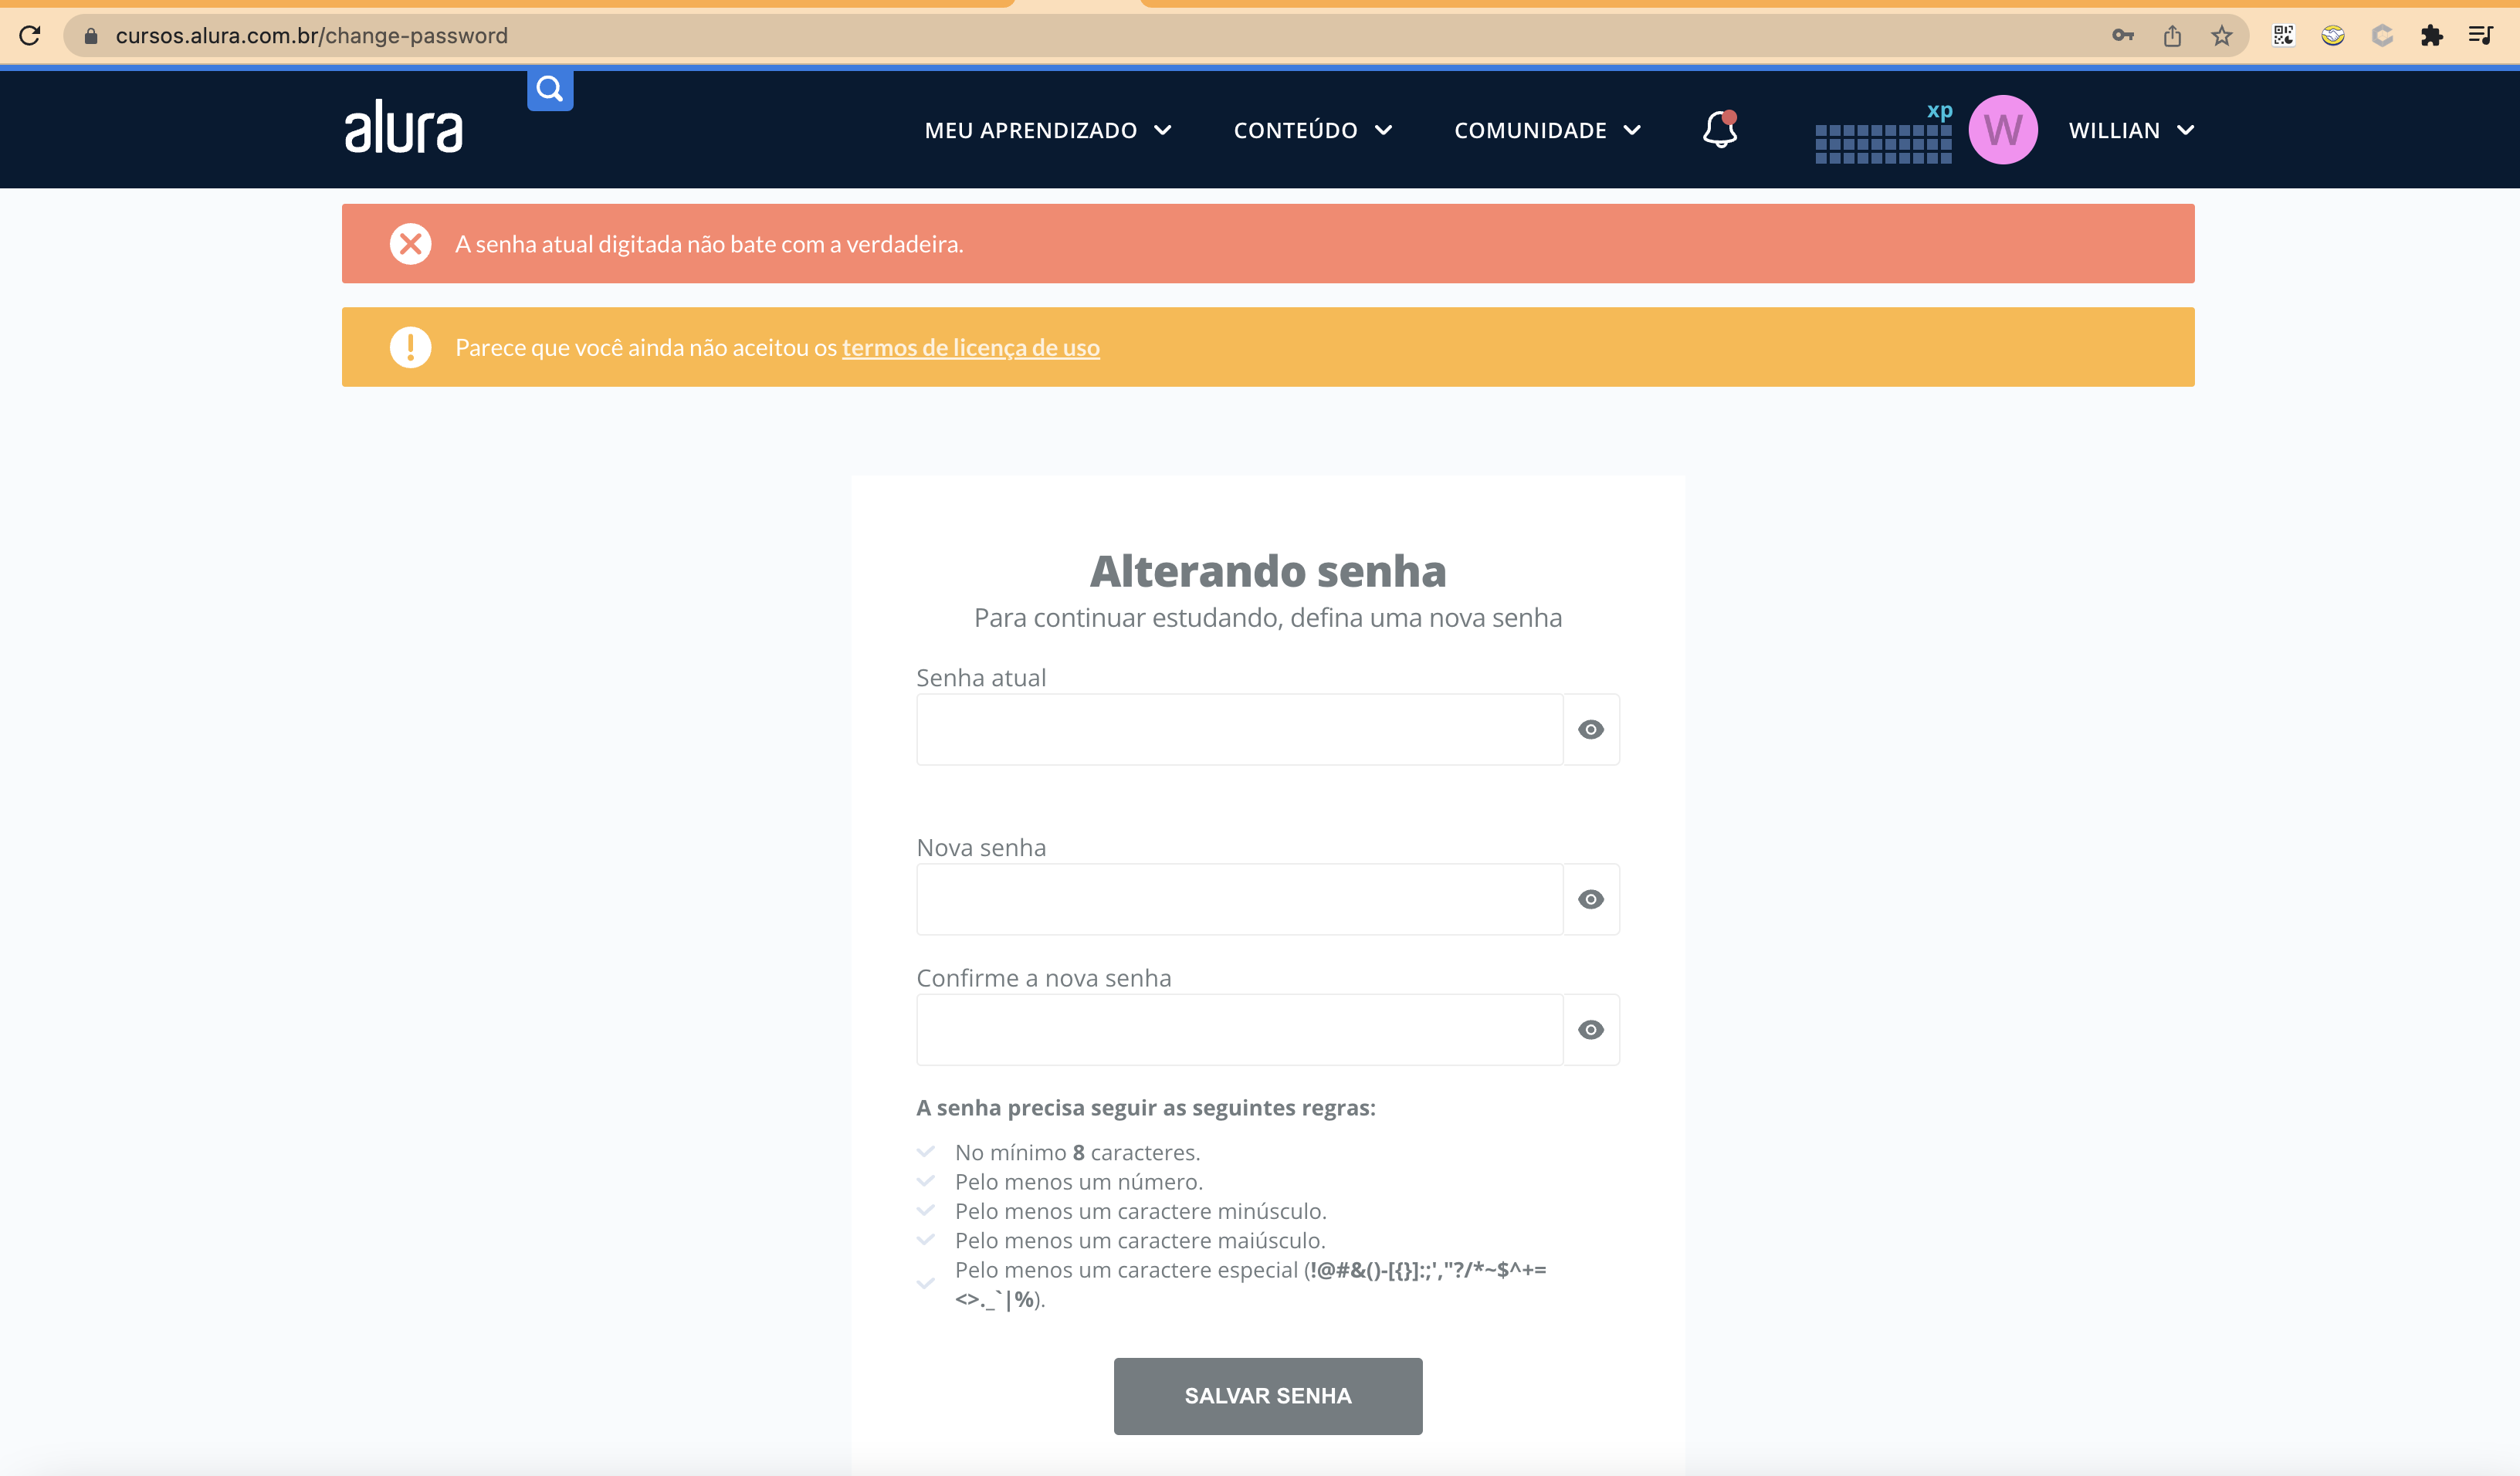 cursos.alura.com.br/change-password
alura
MEU APRENDIZADO
CONTEÚDO
COMUNIDADE
xp
W
WILLIAN
A senha atual digitada não bate com a verdadeira.
Parece que você ainda não aceitou os termos de licença de uso
Alterando senha
Para continuar estudando, defina uma nova senha
Senha atual
Nova senha
Confirme a nova senha
A senha precisa seguir as seguintes regras:
No mínimo 8 caracteres.
Pelo menos um número.
Pelo menos um caractere minúsculo.
Pelo menos um caractere maiúsculo.
Pelo menos um caractere especial (!@#&()-[{}]:;',"?/*~$^+=
<>._`|%).
SALVAR SENHA